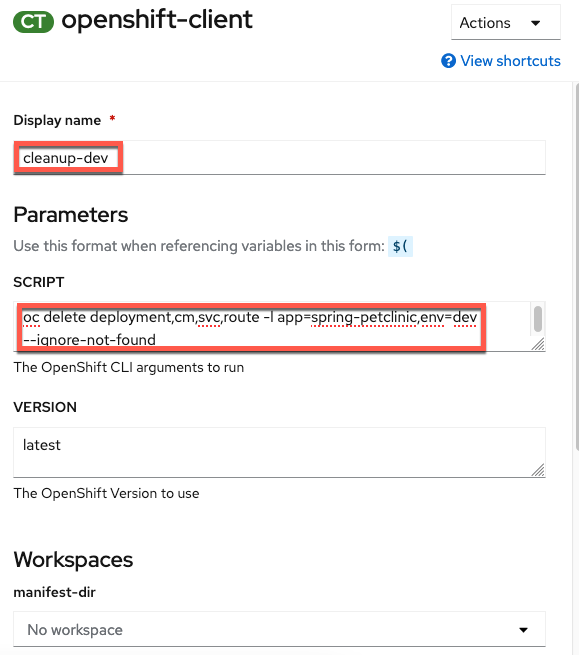 CT openshift-client
Actions
View shortcuts
Display name *
cleanup-dev
Parameters
Use this format when referencing variables in this form: $(
SCRIPT
oc delete deployment,cm,svc,route -l app=spring-petclinic,env=dev
--ignore-not-found
The OpenShift CLI arguments to run
VERSION
latest
The OpenShift Version to use
Workspaces
manifest-dir
No workspace